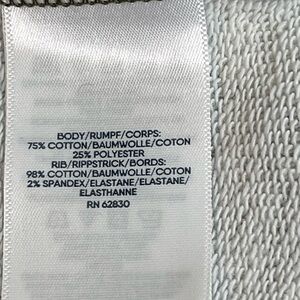 BODY/RUMPF/CORPS:
75% COTTON/BAUMWOLLE/COTON
25% POLYESTER
RIB/RIPPSTRICK/BORDS:
98% COTTON/BAUMWOLLE/COTON
2% SPANDEX/ELASTANE/ELASTANE/
ELASTHANNE
RN 62830